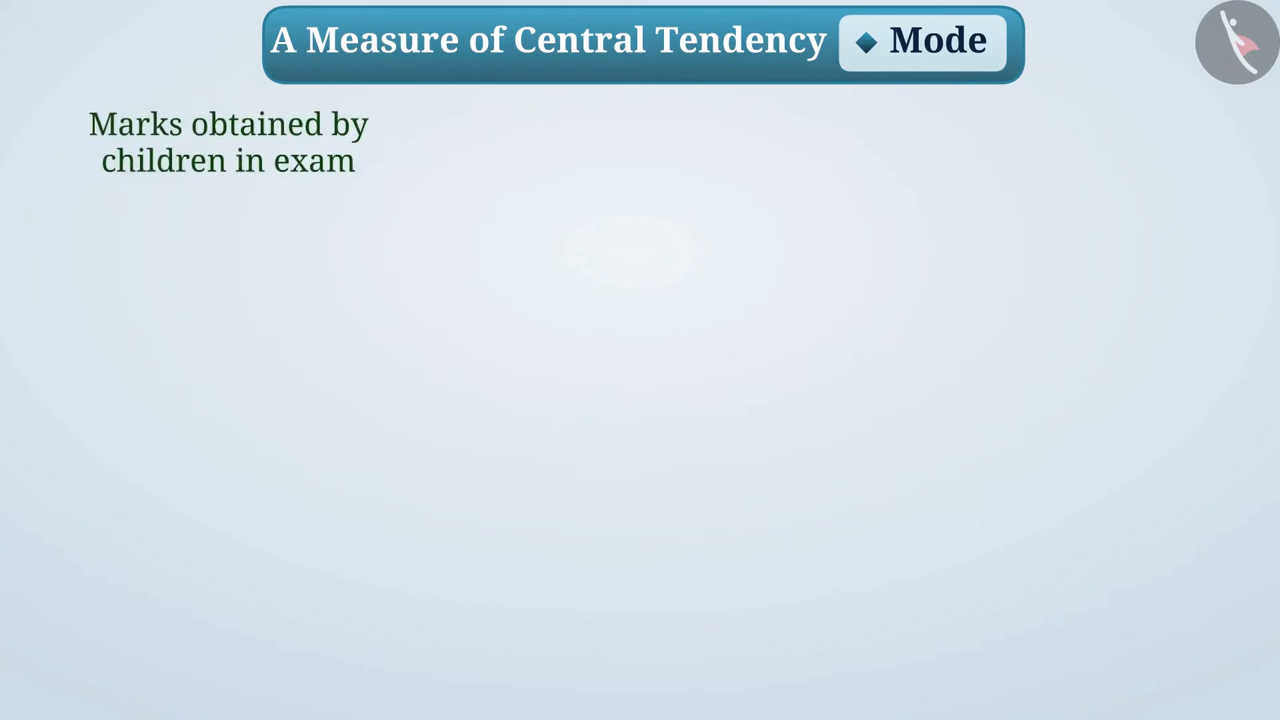 A Measure of Central Tendency ◆ Mode
Marks obtained by
children in exam